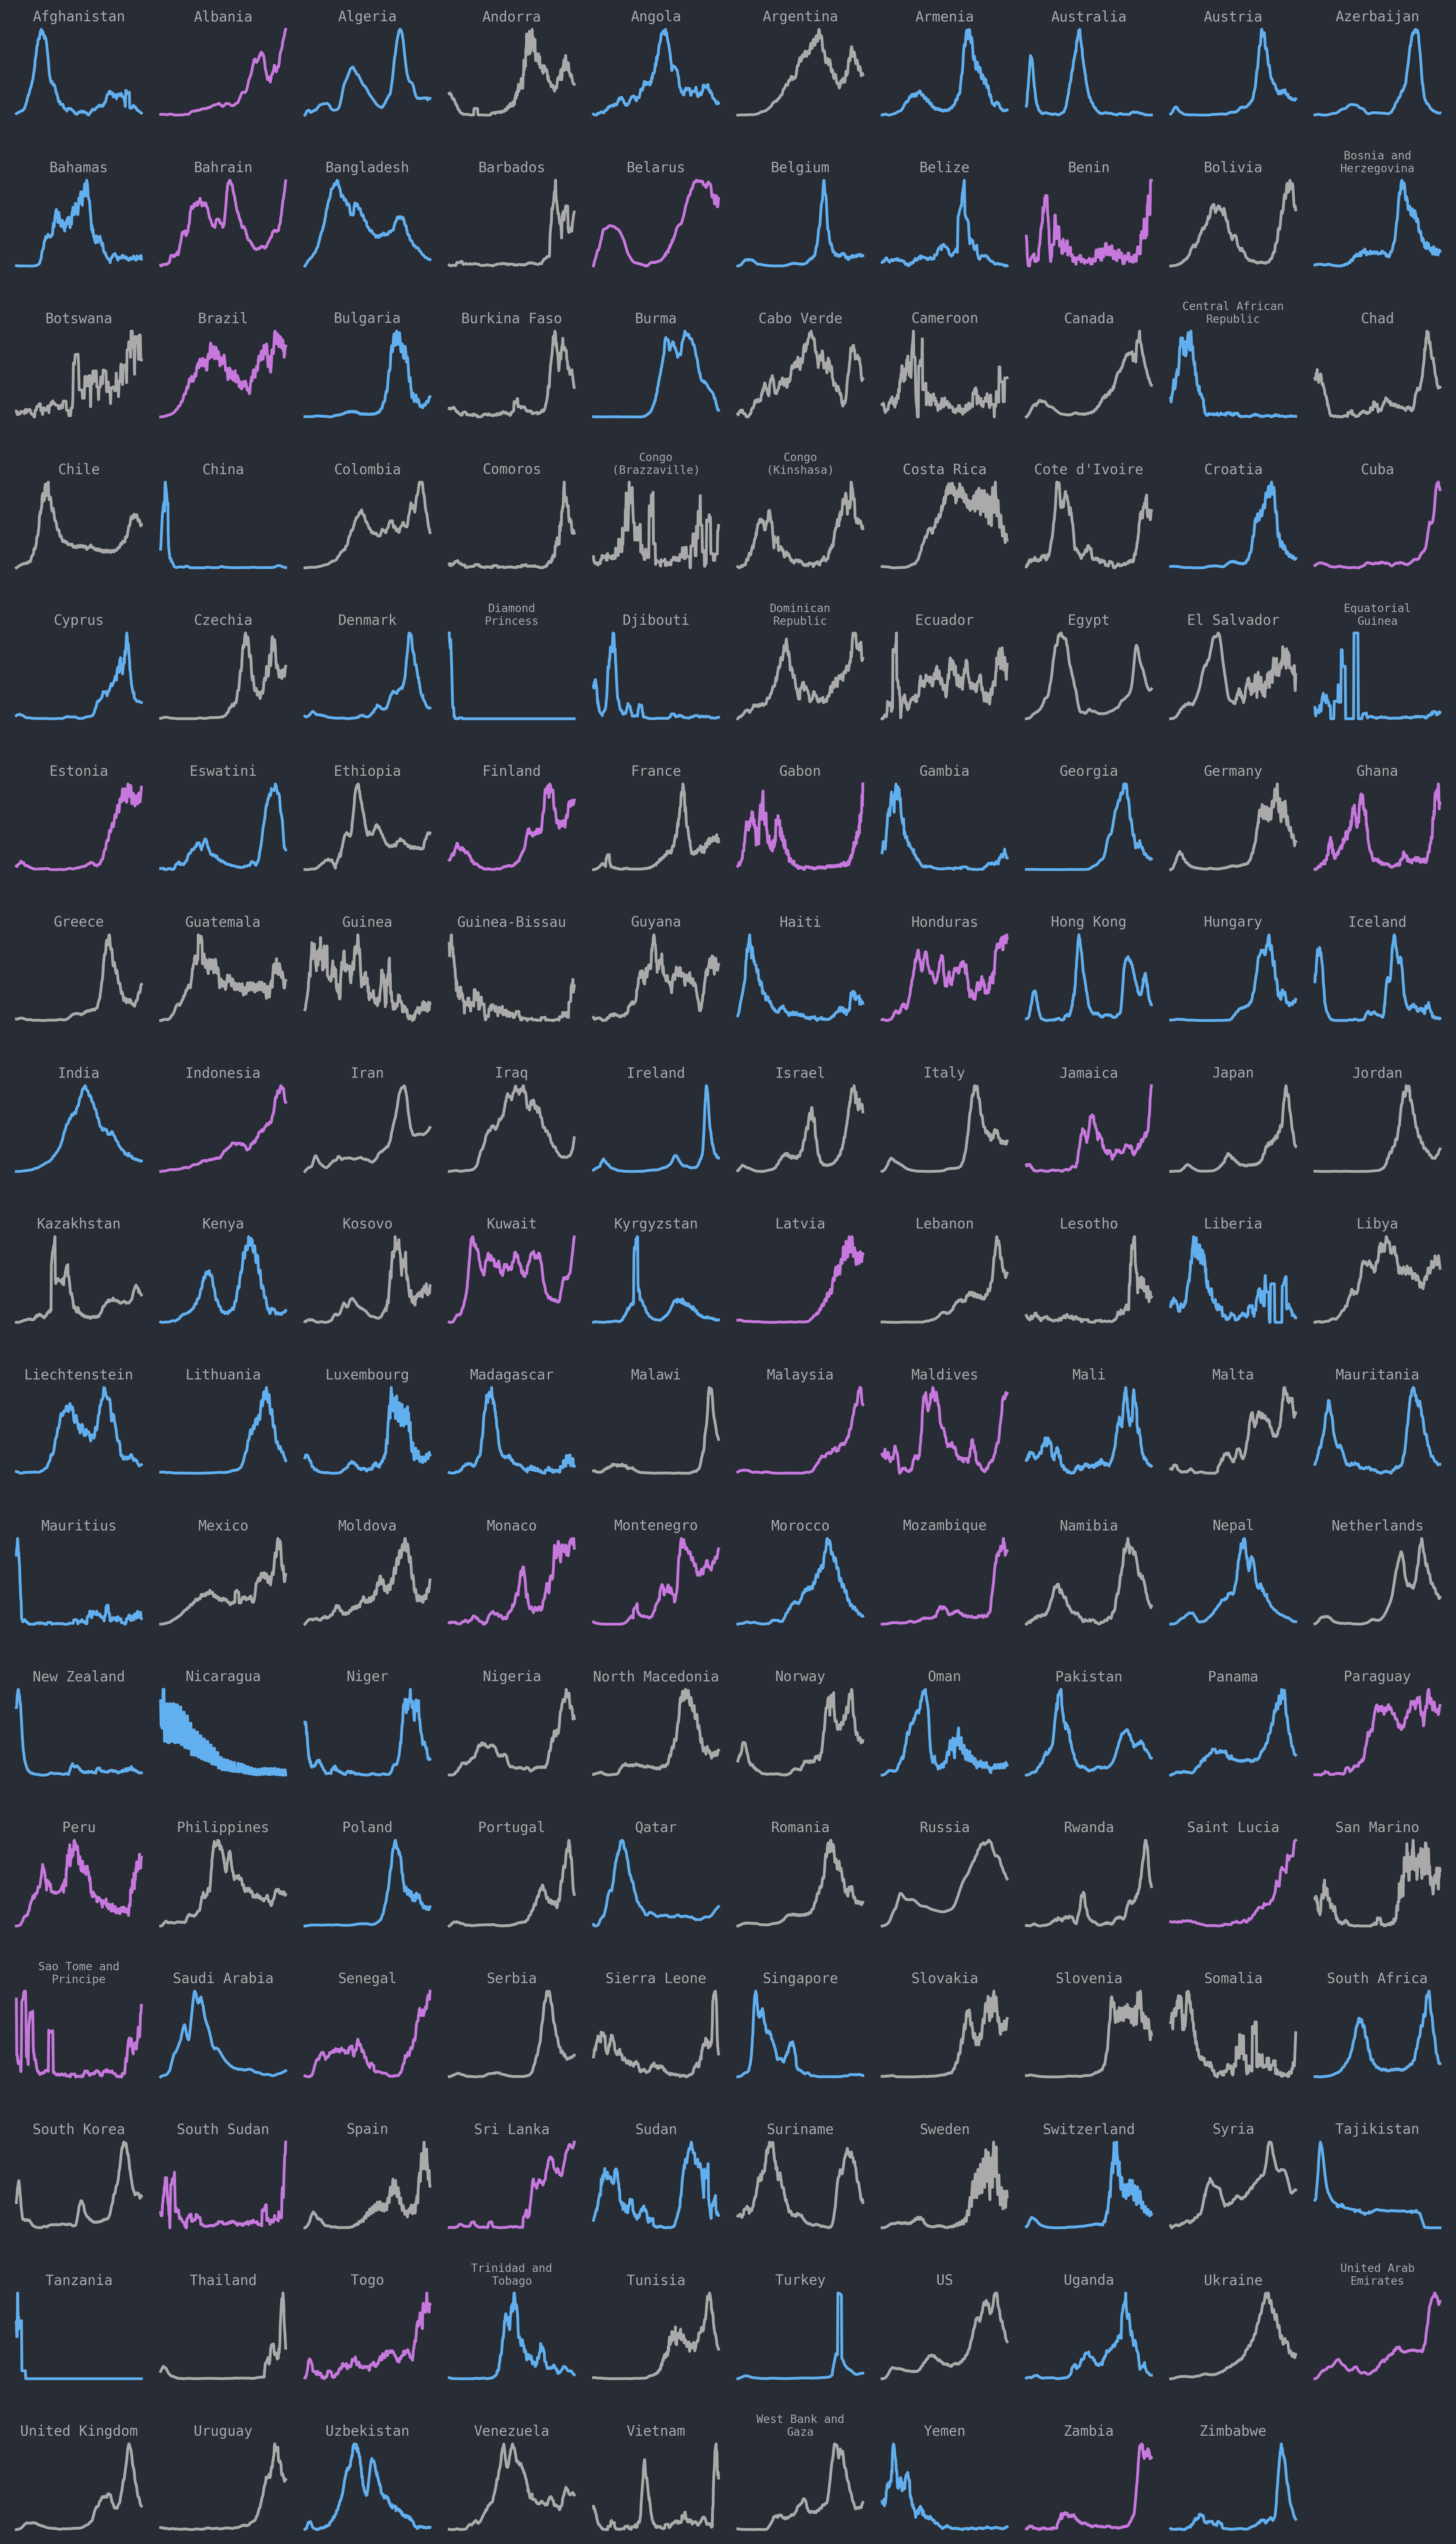 Afghanistan
Albania
Algeria
Andorra
Angola
Argentina
Armenia
Australia
Austria
Azerbaijan
Bahamas
Bahrain
Bangladesh
Barbados
Belarus
Belgium
Belize
Benin
Bolivia
Bosnia and
Herzegovina
Botswana
Brazil
Bulgaria
Burkina Faso
Burma
Cabo Verde
Cameroon
Canada
Central African
Republic
Chad
Chile
China
Colombia
Comoros
Congo
(Brazzaville)
Congo
(Kinshasa)
Costa Rica
Cote d'Ivoire
Croatia
Cuba
Cyprus
Czechia
Denmark
Diamond
Princess
Djibouti
Dominican
Republic
Ecuador
Egypt
El Salvador
Equatorial
Guinea
Estonia
Eswatini
Ethiopia
Finland
France
Gabon
Gambia
Georgia
Germany
Ghana
Greece
Guatemala
Guinea
Guinea-Bissau
Guyana
Haiti
Honduras
Hong Kong
Hungary
Iceland
India
Indonesia
Iran
Iraq
Ireland
Israel
Italy
Jamaica
Japan
Jordan
Kazakhstan
Kenya
Kosovo
Kuwait
Kyrgyzstan
Latvia
Lebanon
Lesotho
Liberia
Libya
Liechtenstein
Lithuania
Luxembourg
Madagascar
Malawi
Malaysia
Maldives
Mali
Malta
Mauritania
Mauritius
Mexico
Moldova
Monaco
Montenegro
Morocco
Mozambique
Namibia
Nepal
Netherlands
New Zealand
Nicaragua
Niger
Nigeria
North Macedonia
Norway
Oman
Pakistan
Panama
Paraguay
Peru
Philippines
Poland
Portugal
Qatar
Romania
Russia
Rwanda
Saint Lucia
San Marino
Sao Tome and
Principe
Saudi Arabia
Senegal
Serbia
Sierra Leone
Singapore
Slovakia
Slovenia
Somalia
South Africa
South Korea
South Sudan
Spain
Sri Lanka
Sudan
Suriname
Sweden
Switzerland
Syria
Tajikistan
Tanzania
Thailand
Togo
Trinidad and
Tobago
Tunisia
Turkey
US
Uganda
Ukraine
United Arab
Emirates
United Kingdom
Uruguay
Uzbekistan
Venezuela
Vietnam
West Bank and
Gaza
Yemen
Zambia
Zimbabwe